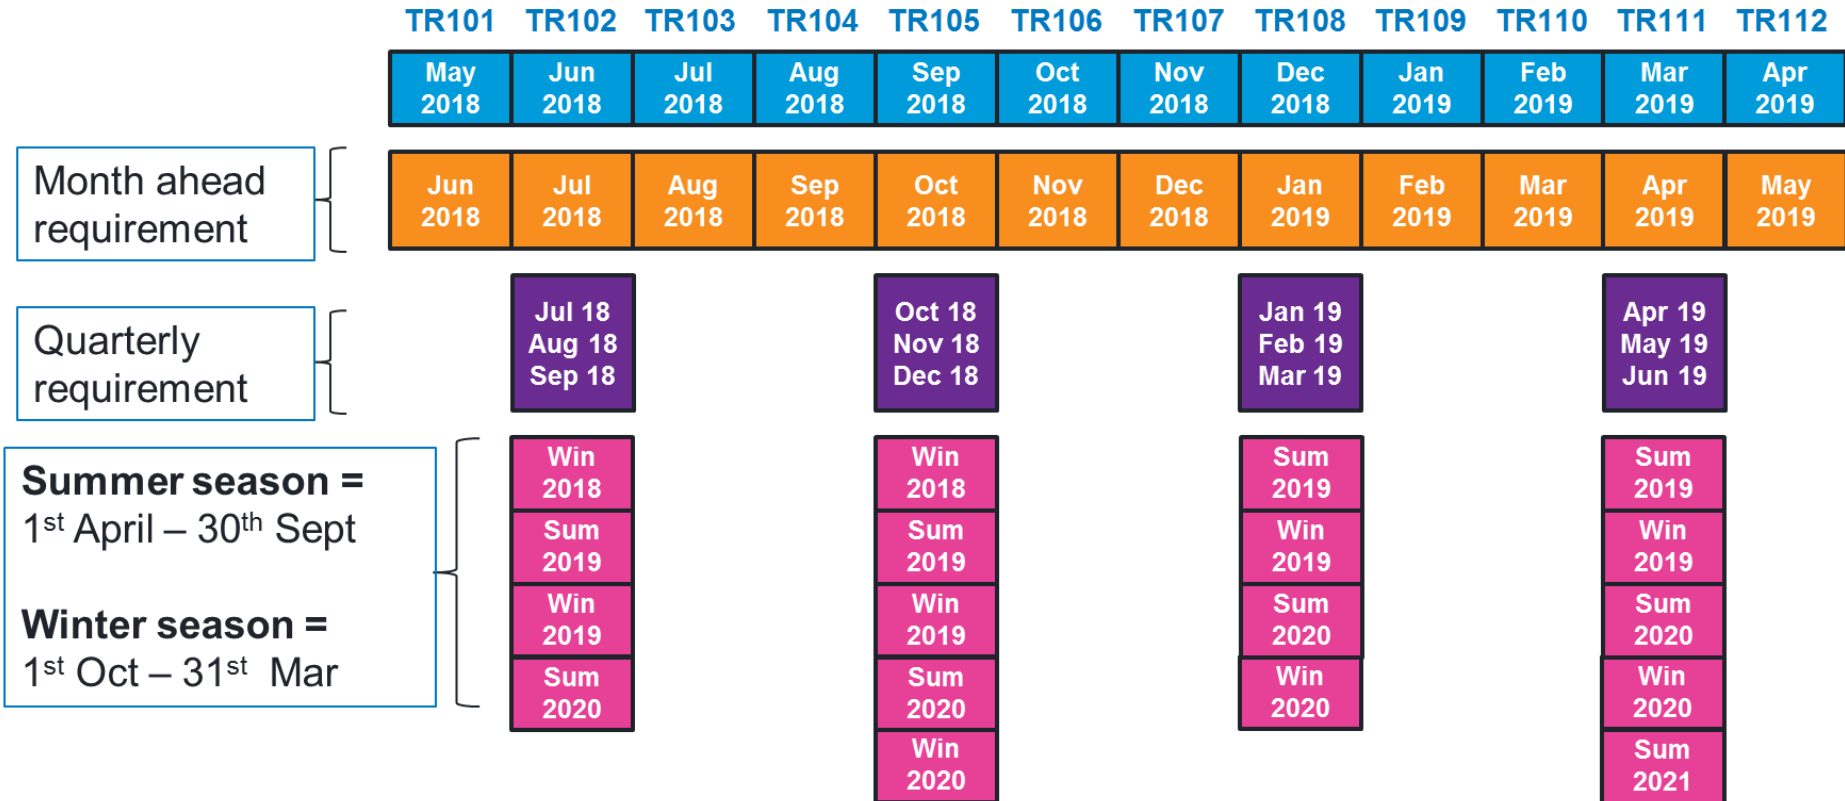 TR101 TR102 TR103 TR104 TR105 TR106 TR107 TR108 TR109 TR110 TR111 TR112
May Jun Jul Aug Sep Oct Nov Dec Jan Feb Mar Apr
2018 2018 2018 2018 2018 2018 2018 2018 2019 2019 2019 2019
Month ahead
requirement
Jun Jul Aug Sep Oct Nov Dec Jan Feb Mar Apr May
2018 2018 2018 2018 2018 2018 2018 2019 2019 2019 2019 2019
Quarterly
requirement
Jul 18 Oct 18 Jan 19 Apr 19
Aug 18 Nov 18 Feb 19 May 19
Sep 18 Dec 18 Mar 19 Jun 19
Summer season =
1st April – 30th Sept
Winter season =
1st Oct – 31st Mar
Win Win Sum Sum
2018 2018 2019 2019
Sum Sum Win Win
2019 2019 2019 2019
Win Win Sum Sum
2019 2019 2020 2020
Sum Sum Win Win
2020 2020 2020 2020
Win Sum
2020 2021